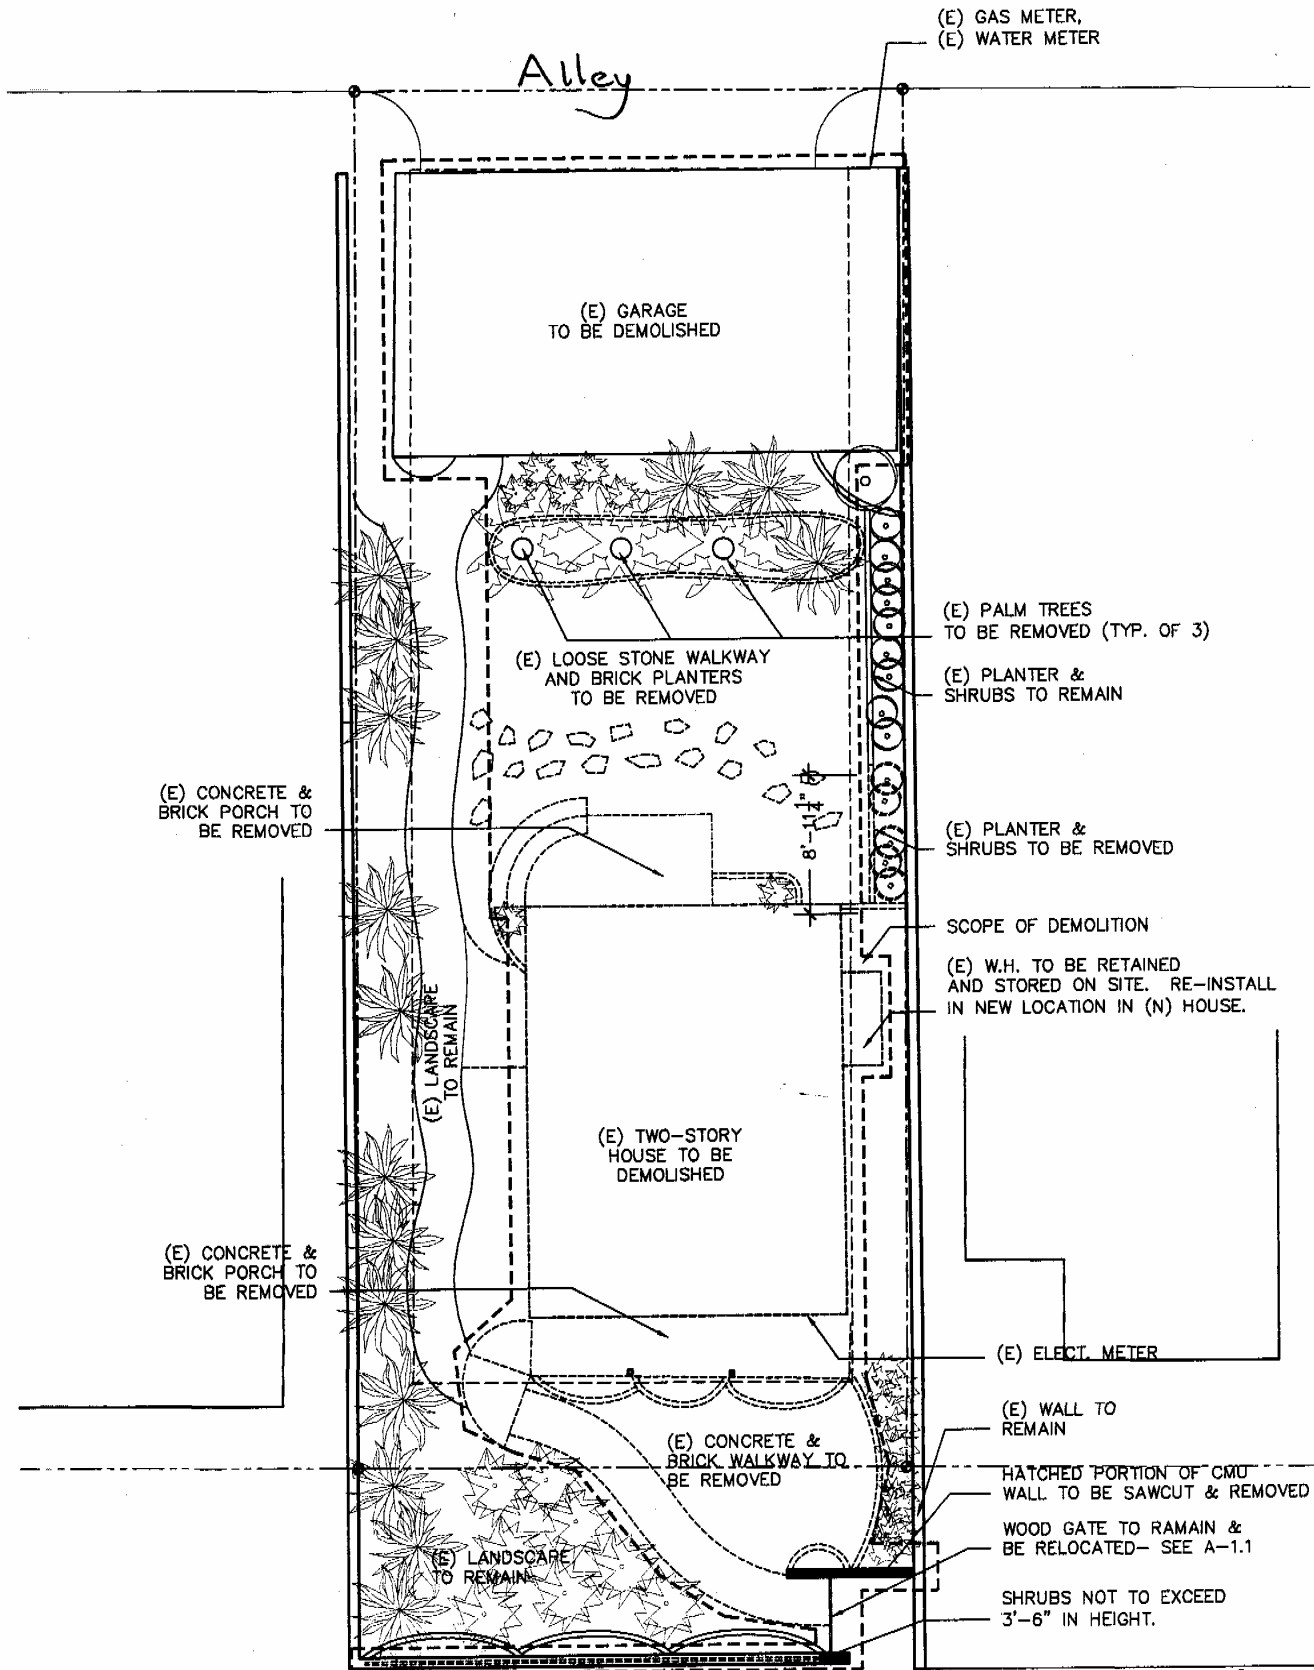 (E) GAS METER,
(E) WATER METER
Alley
(E) GARAGE
TO BE DEMOLISHED
(E) PALM TREES
TO BE REMOVED (TYP. OF 3)
(E) LOOSE STONE WALKWAY
AND BRICK PLANTERS
TO BE REMOVED
(E) PLANTER &
SHRUBS TO REMAIN
(E) CONCRETE &
BRICK PORCH TO
BE REMOVED
8'-11 1/4"
(E) PLANTER &
SHRUBS TO BE REMOVED
SCOPE OF DEMOLITION
(E) W.H. TO BE RETAINED
AND STORED ON SITE. RE-INSTALL
IN NEW LOCATION IN (N) HOUSE.
(E) LANDSCAPE
TO REMAIN
(E) TWO-STORY
HOUSE TO BE
DEMOLISHED
(E) CONCRETE &
BRICK PORCH TO
BE REMOVED
(E) ELECT. METER
(E) WALL TO
REMAIN
(E) CONCRETE &
BRICK WALKWAY TO
BE REMOVED
HATCHED PORTION OF CMU
WALL TO BE SAWCUT & REMOVED
WOOD GATE TO RAMAIN &
BE RELOCATED- SEE A-1.1
(E) LANDSCAPE
TO REMAIN
SHRUBS NOT TO EXCEED
3'-6" IN HEIGHT.